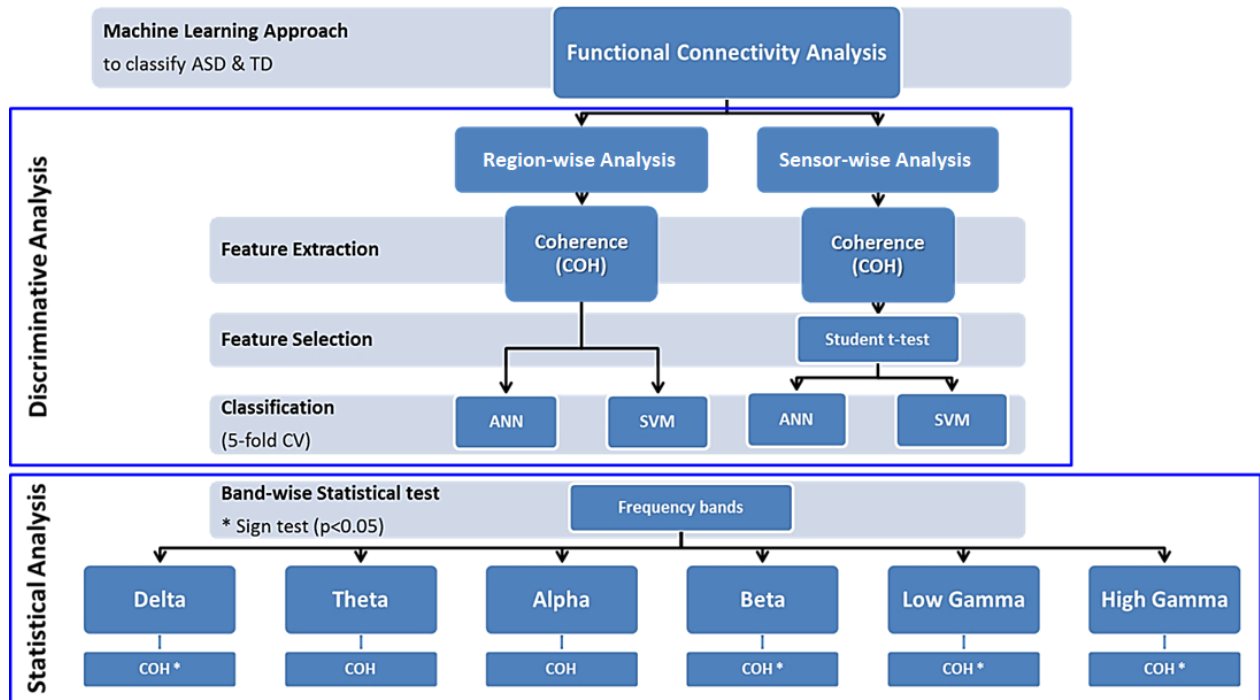 Machine Learning Approach
to classify ASD & TD
Functional Connectivity Analysis
Discriminative Analysis
Region-wise Analysis
Sensor-wise Analysis
Feature Extraction
Coherence
(COH)
Coherence
(COH)
Feature Selection
Student t-test
Classification
(5-fold CV)
ANN
SVM
ANN
SVM
Statistical Analysis
Band-wise Statistical test
* Sign test (p<0.05)
Frequency bands
Delta
Theta
Alpha
Beta
Low Gamma
High Gamma
COH *
COH
COH
COH *
COH *
COH *